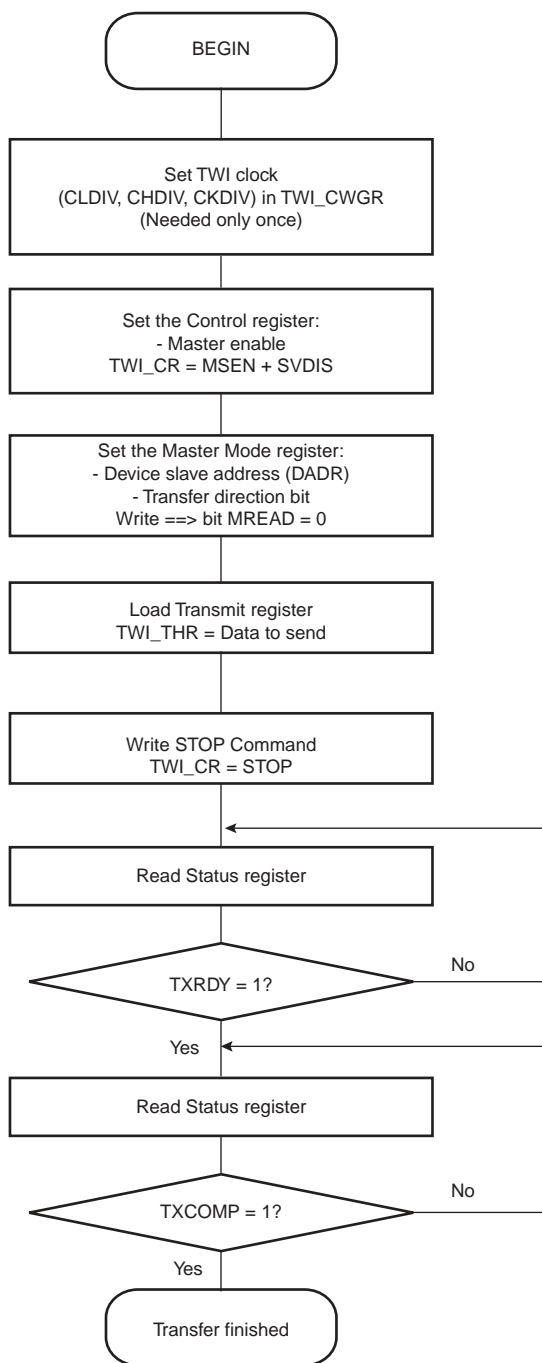 BEGIN
Set TWI clock
(CLDIV, CHDIV, CKDIV) in TWI_CWGR
(Needed only once)
Set the Control register:
- Master enable
TWI_CR = MSEN + SVDIS
Set the Master Mode register:
- Device slave address (DADR)
- Transfer direction bit
Write ==> bit MREAD = 0
Load Transmit register
TWI_THR = Data to send
Write STOP Command
TWI_CR = STOP
Read Status register
TXRDY = 1?
No
Yes
Read Status register
TXCOMP = 1?
No
Yes
Transfer finished